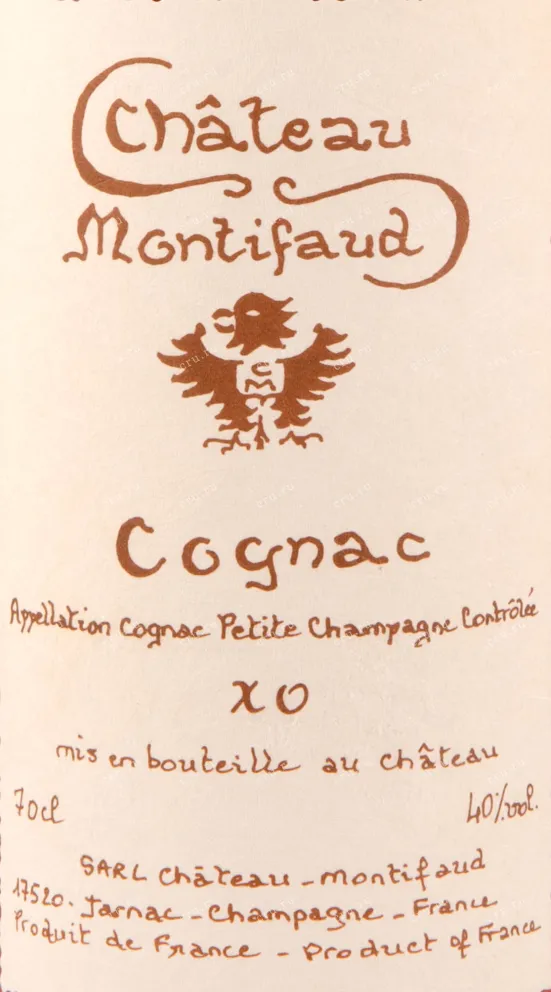 Château
Montifaud
CM
Cognac
Appellation Cognac Petite Champagne Contrôlée
XO
mis en bouteille au château
70cl
40%vol.
SARL Château - Montifaud
17520 - Jarnac - Champagne - France
Produit de France - Product of France